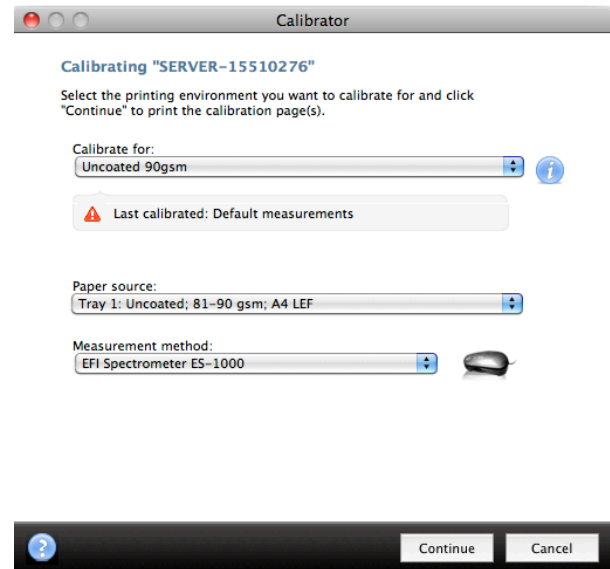 Calibrator
Calibrating "SERVER-15510276"
Select the printing environment you want to calibrate for and click
"Continue" to print the calibration page(s).
Calibrate for:
Uncoated 90gsm
i
Last calibrated: Default measurements
Paper source:
Tray 1: Uncoated; 81-90 gsm; A4 LEF
Measurement method:
EFI Spectrometer ES-1000
?
Continue
Cancel